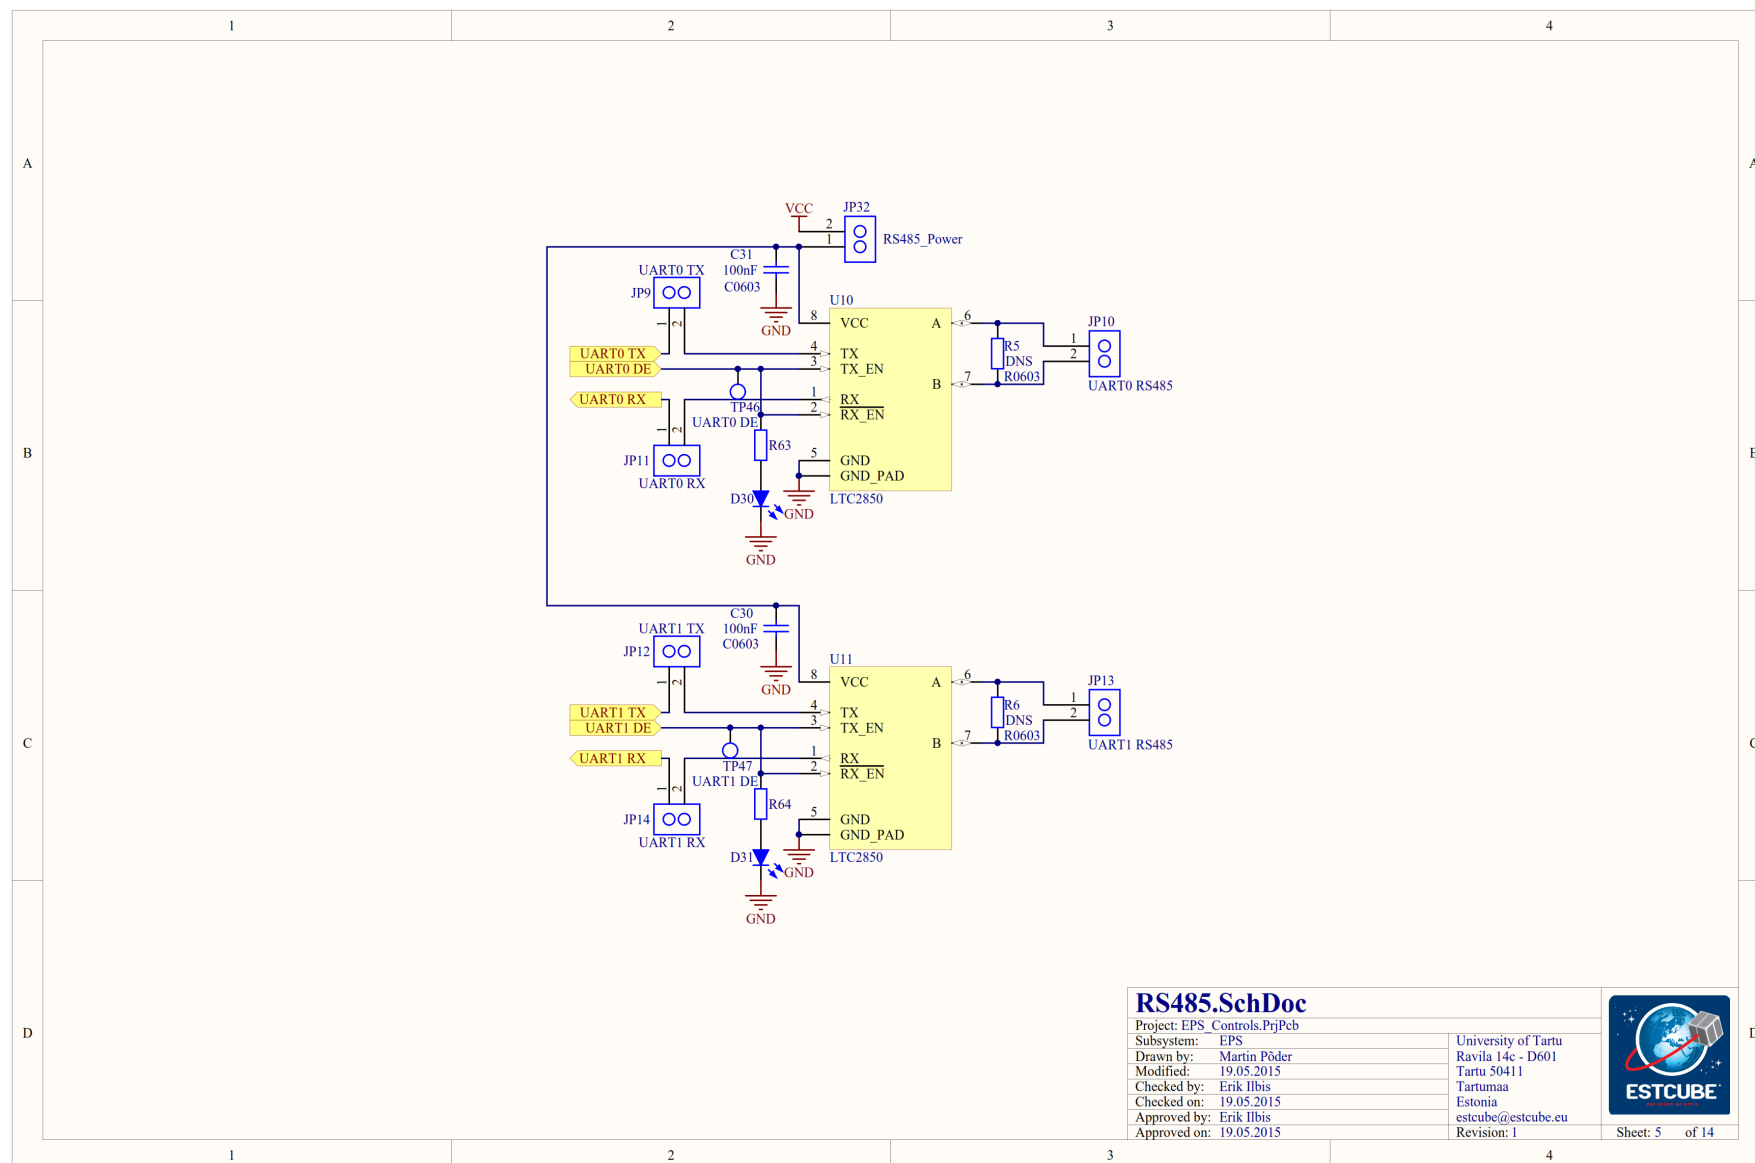 1
2
3
4
A
A
VCC
JP32
2
1
RS485_Power
C31
100nF
C0603
GND
UART0 TX
JP9
1
2
U10
8
VCC
A
6
JP10
UART0 TX
4
TX
R5
1
UART0 DE
3
TX_EN
DNS
2
R0603
B
7
UART0 RS485
UART0 RX
1
RX
TP46
2
RX_EN
UART0 DE
1
2
R63
JP11
UART0 RX
5
GND
GND_PAD
D30
GND
LTC2850
GND
B
C30
100nF
C0603
GND
UART1 TX
JP12
1
2
U11
8
VCC
A
6
JP13
UART1 TX
4
TX
R6
1
UART1 DE
3
TX_EN
DNS
2
R0603
B
7
UART1 RS485
UART1 RX
1
RX
TP47
2
RX_EN
UART1 DE
1
2
R64
JP14
UART1 RX
5
GND
GND_PAD
D31
GND
LTC2850
GND
C
D
RS485.SchDoc
Project: EPS_Controls.PrjPcb
Subsystem: EPS
Drawn by: Martin Põder
Modified: 19.05.2015
Checked by: Erik Ilbis
Checked on: 19.05.2015
Approved by: Erik Ilbis
Approved on: 19.05.2015
University of Tartu
Ravila 14c - D601
Tartu 50411
Tartumaa
Estonia
estcube@estcube.eu
Revision: 1
Sheet: 5 of 14
ESTCUBE
1
2
3
4